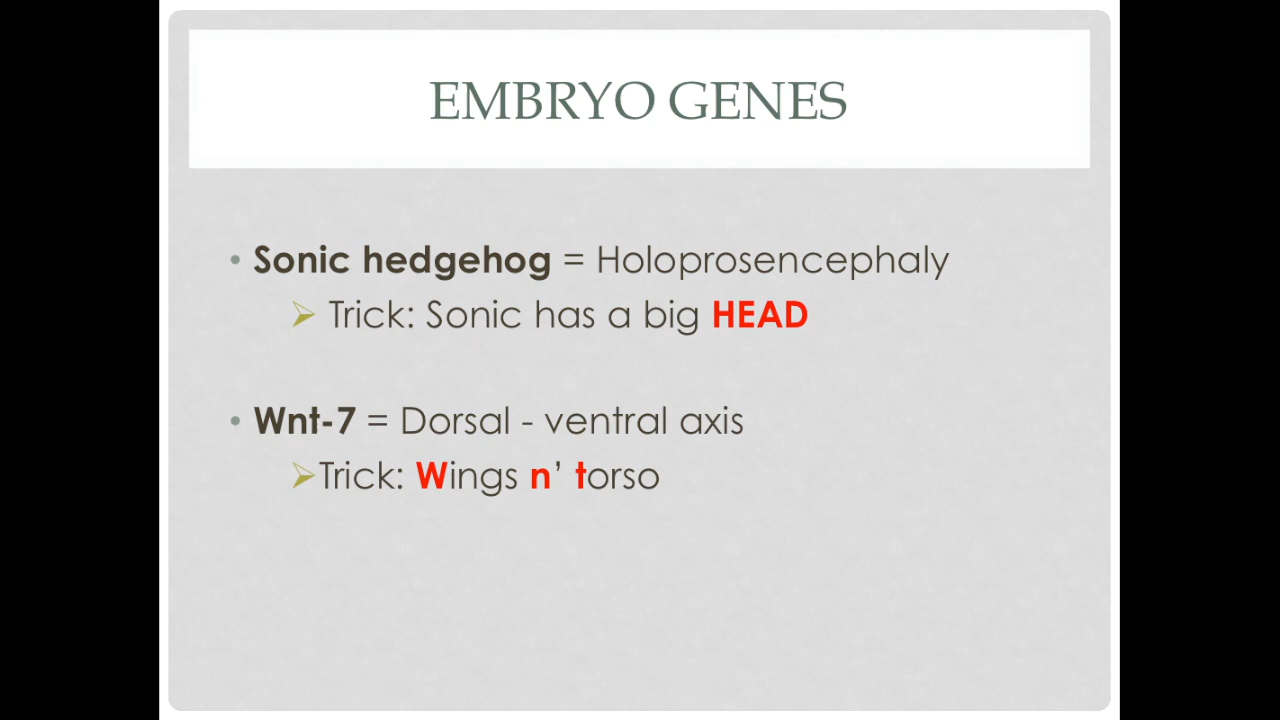 EMBRYO GENES
• Sonic hedgehog = Holoprosencephaly
➢ Trick: Sonic has a big HEAD
• Wnt-7 = Dorsal - ventral axis
➢Trick: Wings n’ torso